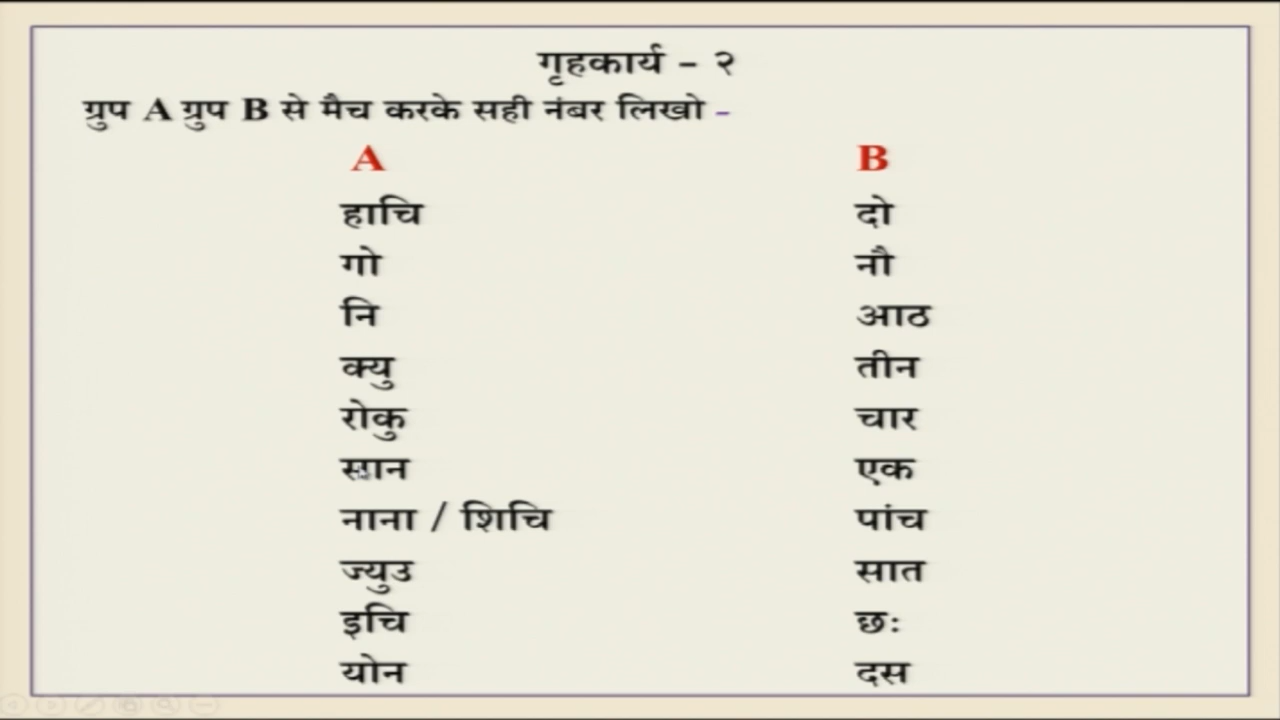 गृहकार्य - २
ग्रुप A ग्रुप B से मैच करके सही नंबर लिखो -
A B
हाचि दो
गो नौ
नि आठ
क्यु तीन
रोकु चार
सान एक
नाना / शिचि पांच
ज्युउ सात
इचि छः
योन दस